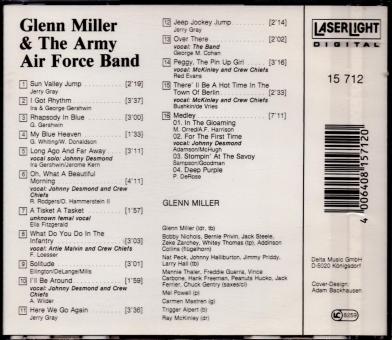 Glenn Miller
& The Army
Air Force Band
1 Sun Valley Jump [2'19]
Jerry Gray
2 I Got Rhythm [3'37]
Ira & George Gershwin
3 Rhapsody In Blue [3'00]
G. Gershwin
4 My Blue Heaven [1'33]
G. Whiting/W. Donaldson
5 Long Ago And Far Away [3'11]
vocal solo: Johnny Desmond
Ira Gershwin/Jerome Kern
6 Oh, What A Beautiful
Morning [4'11]
vocal: Johnny Desmond and Crew
Chiefs
R. Rodgers/O. Hammerstein II
7 A Tisket A Tasket [1'57]
unknown femal vocal
Ella Fitzgerald
8 What Do You Do In The
Infantry [3'03]
vocal: Artie Malvin and Crew Chiefs
F. Loesser
9 Solitude [3'01]
Ellington/DeLange/Mills
10 I'll Be Around [1'59]
vocal: Johnny Desmond and Crew
Chiefs
A. Wilder
11 Here We Go Again [3'36]
Jerry Gray
12 Jeep Jockey Jump [2'14]
Jerry Gray
13 Over There [2'02]
vocal: The Band
George M. Cohan
14 Peggy, The Pin Up Girl [3'16]
vocal: McKinley and Crew Chiefs
Red Evans
15 There' ll Be A Hot Time In The
Town Of Berlin [2'33]
vocal: McKinley and Crew Chiefs
Bushkin/de Vries
16 Medley [7'11]
01. In The Gloaming
M. Orred/A.F. Harrison
02. For The First Time
vocal: Johnny Desmond
Adamson/McHugh
03. Stompin' At The Savoy
Sampson/Goodman
04. Deep Purple
P. DeRose
GLENN MILLER
Glenn Miller (ldr, tb)
Bobby Nichols, Bernie Privin, Jack Steele,
Zeke Zarchey, Whitey Thomas (tp), Addinson
Collins (flügelhorn)
Nat Peck, Johnny Halliburton, Jimmy Priddy,
Larry Hall (tb)
Mannie Thaler, Freddie Guerra, Vince
Carbone, Hank Freeman, Peanuts Hucko, Jack
Ferrier, Chuck Gentry (saxes/cl)
Mel Powell (p)
Carmen Mastren (g)
Trigger Alpert (b)
Ray McKinley (dr)
LASERLIGHT
DIGITAL
15 712
4 006408 157120
Delta Music GmbH
D-5020 Königsdorf
Cover-Design:
Adam Backhausen
LC 8259